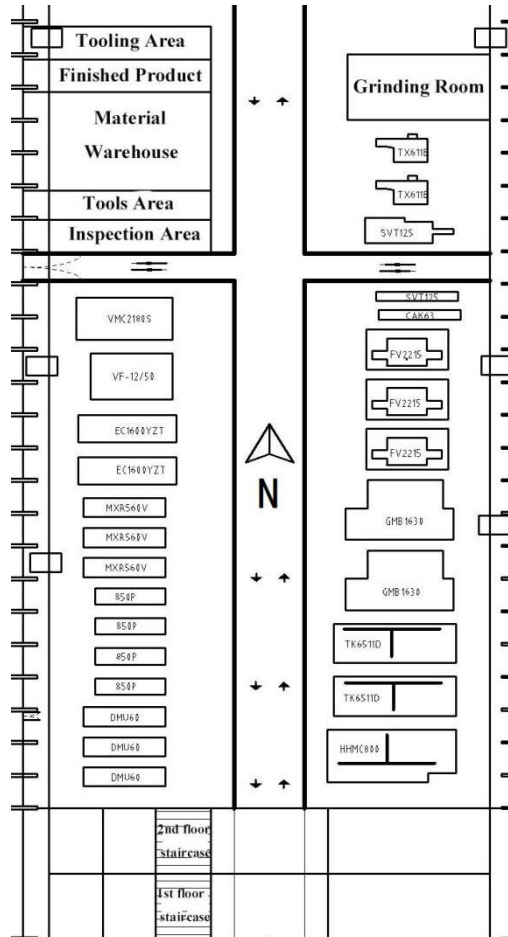 Tooling Area
Finished Product
Material
Warehouse
Tools Area
Inspection Area
Grinding Room
TX611B
TX611B
SVT125
VMC2180S
VF-12/50
EC1600YZT
EC1600YZT
MXR560V
MXR560V
MXR560V
850P
850P
850P
850P
DMU60
DMU60
DMU60
N
SVT125
CAK63
FV2215
FV2215
FV2215
GMB1630
GMB1630
TK6511D
TK6511D
HHMC800
2nd floor
staircase
1st floor
staircase